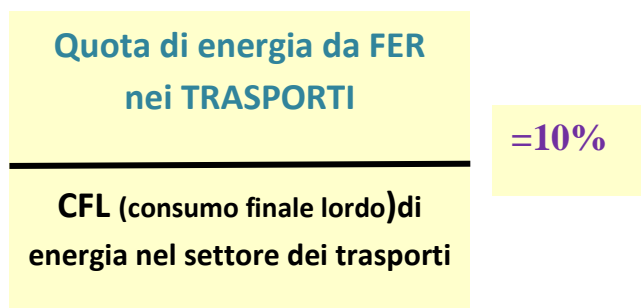 Quota di energia da FER
nei TRASPORTI
=10%
CFL (consumo finale lordo)di
energia nel settore dei trasporti